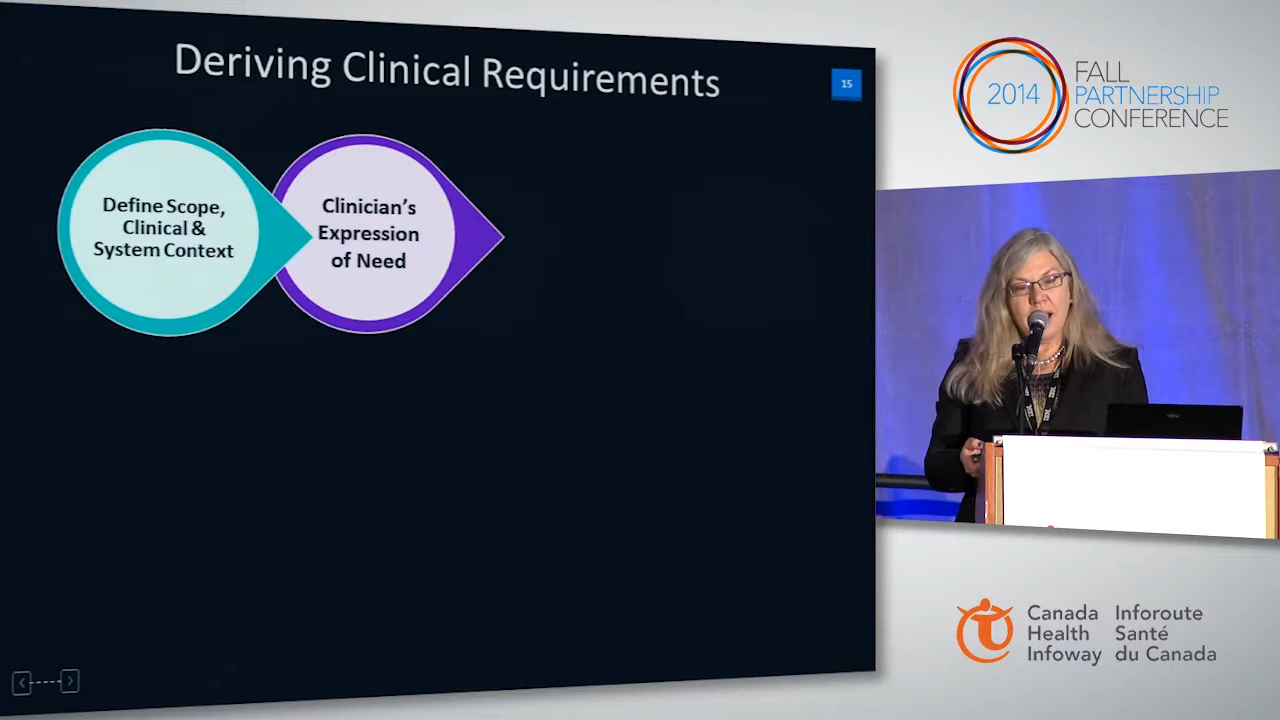 Deriving Clinical Requirements
15
Define Scope,
Clinical &
System Context
Clinician's
Expression
of Need
2014
FALL
PARTNERSHIP
CONFERENCE
IBM
Canada
Health
Infoway
Inforoute
Santé
du Canada